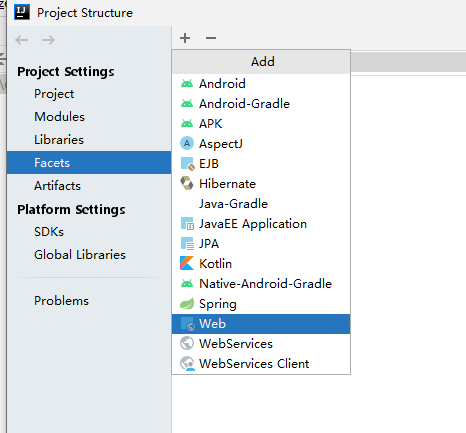 Project Structure
Add
Project Settings
Project
Modules
Libraries
Facets
Artifacts
Platform Settings
SDKs
Global Libraries
Problems
Android
Android-Gradle
APK
AspectJ
EJB
Hibernate
Java-Gradle
JavaEE Application
JPA
Kotlin
Native-Android-Gradle
Spring
Web
WebServices
WebServices Client